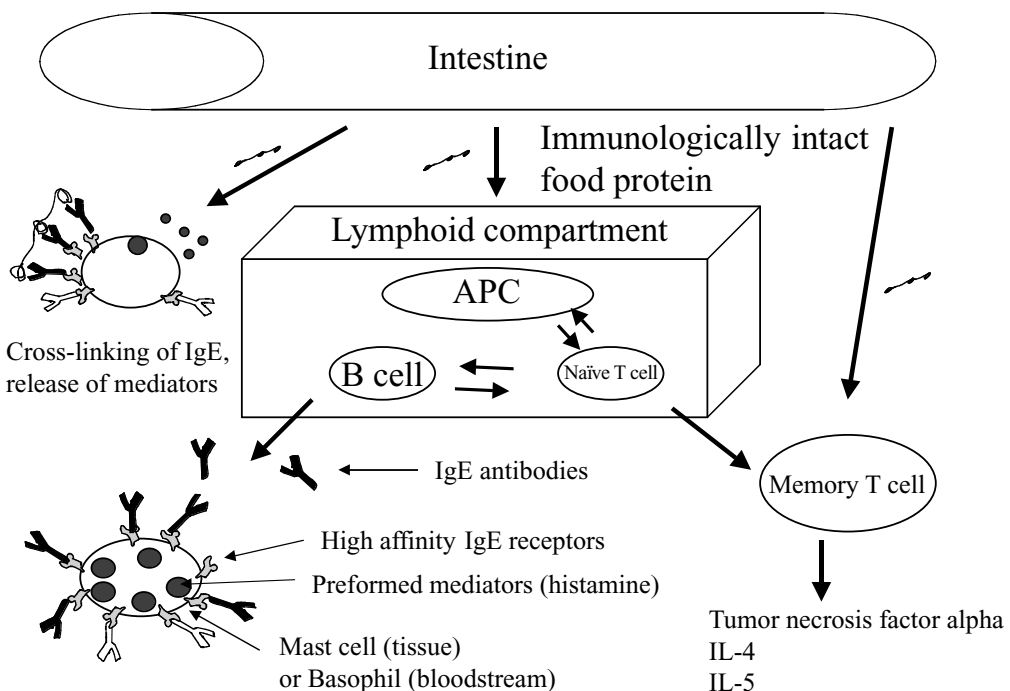 Intestine
Immunologically intact
food protein
Lymphoid compartment
APC
B cell
Naïve T cell
Cross-linking of IgE,
release of mediators
IgE antibodies
Memory T cell
High affinity IgE receptors
Preformed mediators (histamine)
Mast cell (tissue)
or Basophil (bloodstream)
Tumor necrosis factor alpha
IL-4
IL-5